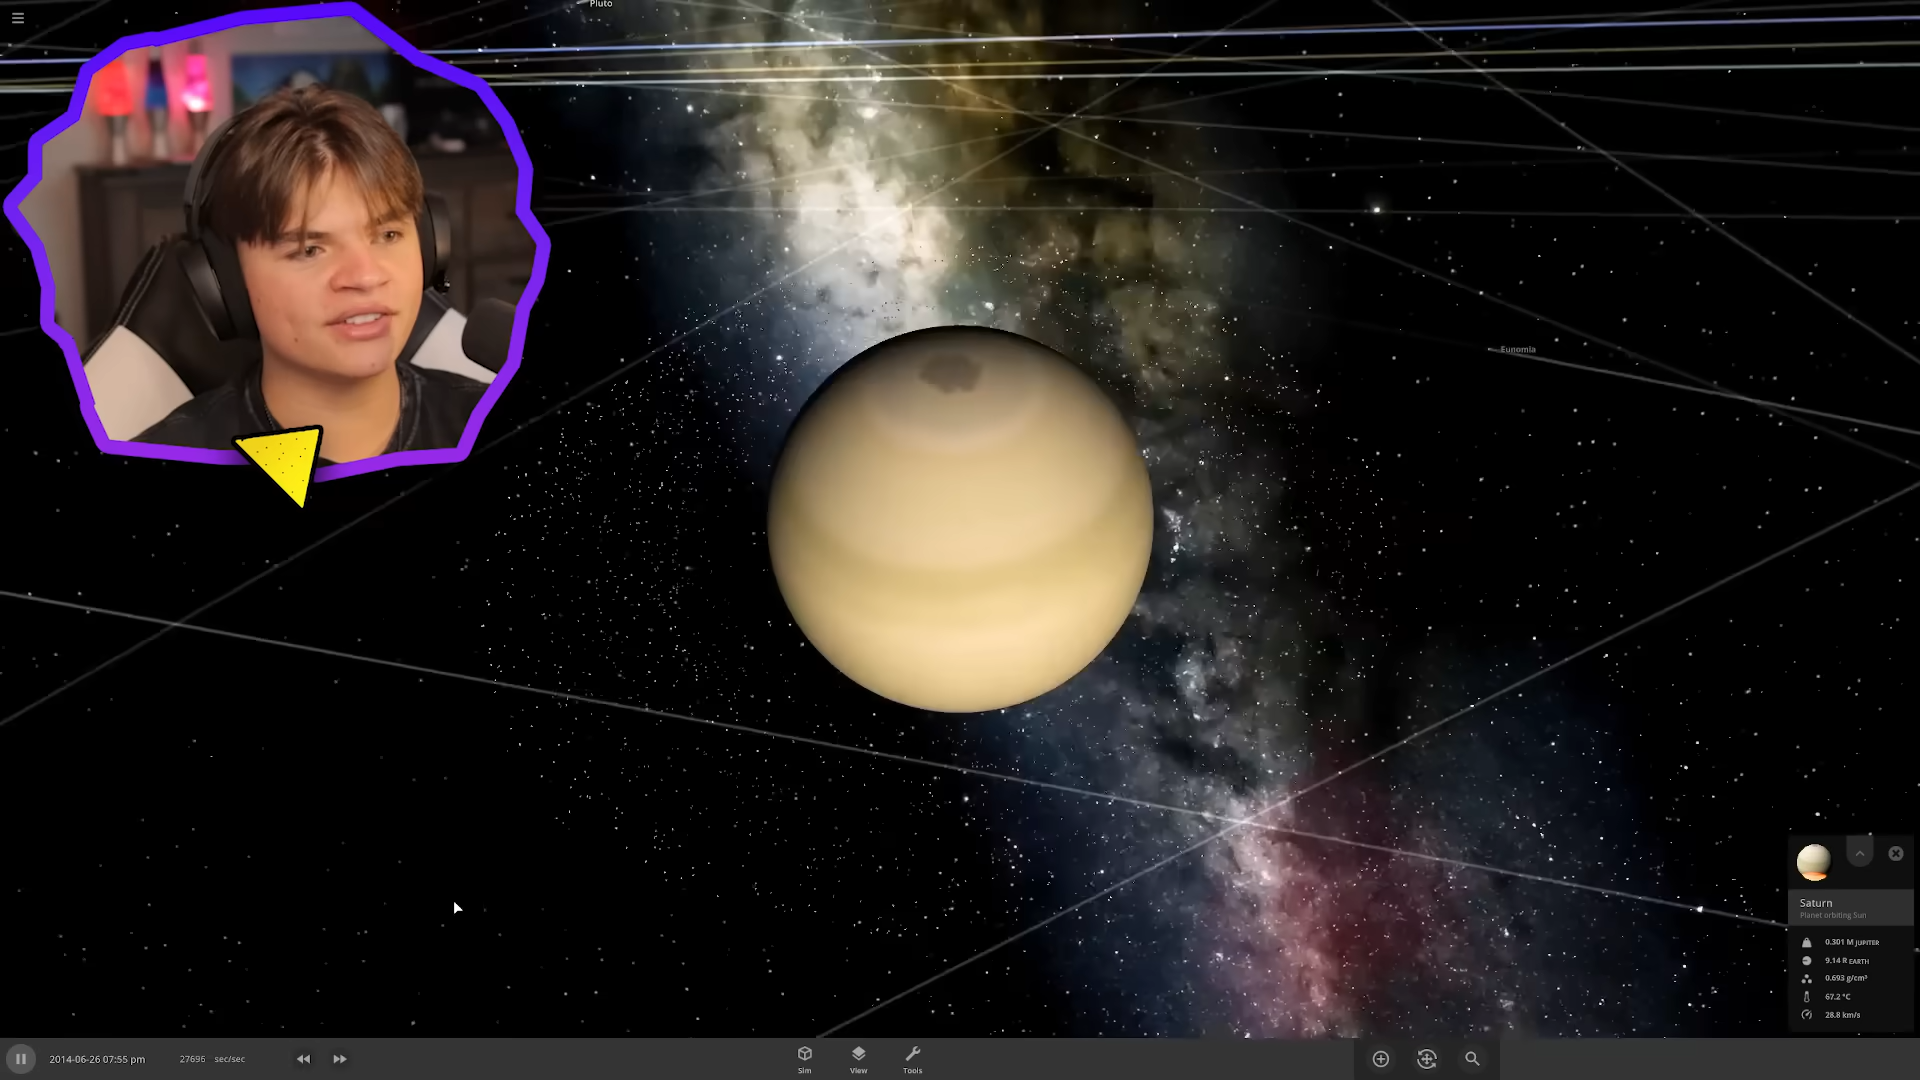 Pluto
Eunomia
Saturn
Planet orbiting Sun
0.301 M JUPITER
9.14 R EARTH
0.693 g/cm³
67.2 °C
28.8 km/s
2014-06-26 07:55 pm
27696 sec/sec
Sim
View
Tools